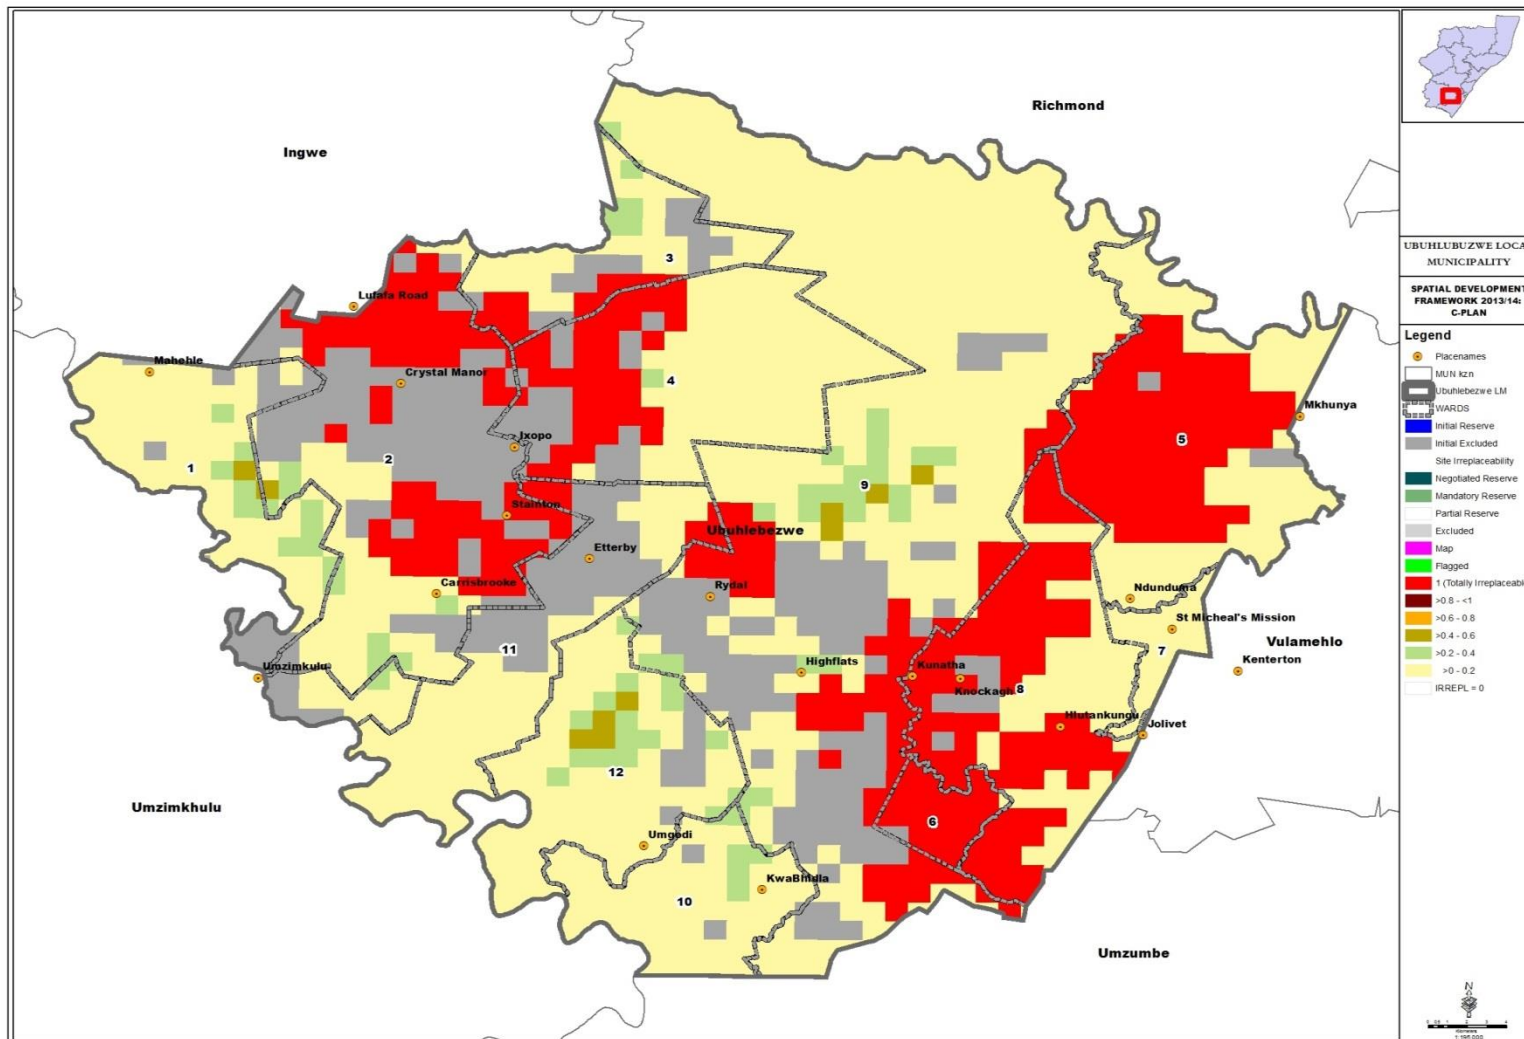 Richmond
Ingwe
3
Lufafa Road
Mahehle
Crystal Manor
4
Mkhunya
Ixopo
5
1
2
9
Stainton
Ubuhlebezwe
Etterby
Carrisbrooke
Rydal
Ndunduma
St Micheal's Mission
Vulamehlo
7
11
Highflats
Kenterton
Umzimkulu
Kunatha
Knockagh
8
Hlutankungu
Jolivet
12
Umzimkhulu
6
Umgodi
KwaBhidla
10
Umzumbe
UBUHLUBUZWE LOCA
MUNICIPALITY
SPATIAL DEVELOPMENT
FRAMEWORK 2013/14:
C-PLAN
Legend
Placenames
MUN kzn
Ubuhlebezwe LM
WARDS
Initial Reserve
Initial Excluded
Site Irreplaceability
Negotiated Reserve
Mandatory Reserve
Partial Reserve
Excluded
Map
Flagged
1 (Totally Irreplaceabl
>0.8 - <1
>0.6 - 0.8
>0.4 - 0.6
>0.2 - 0.4
>0 - 0.2
IRREPL = 0
N
Kilometers
1:195,000